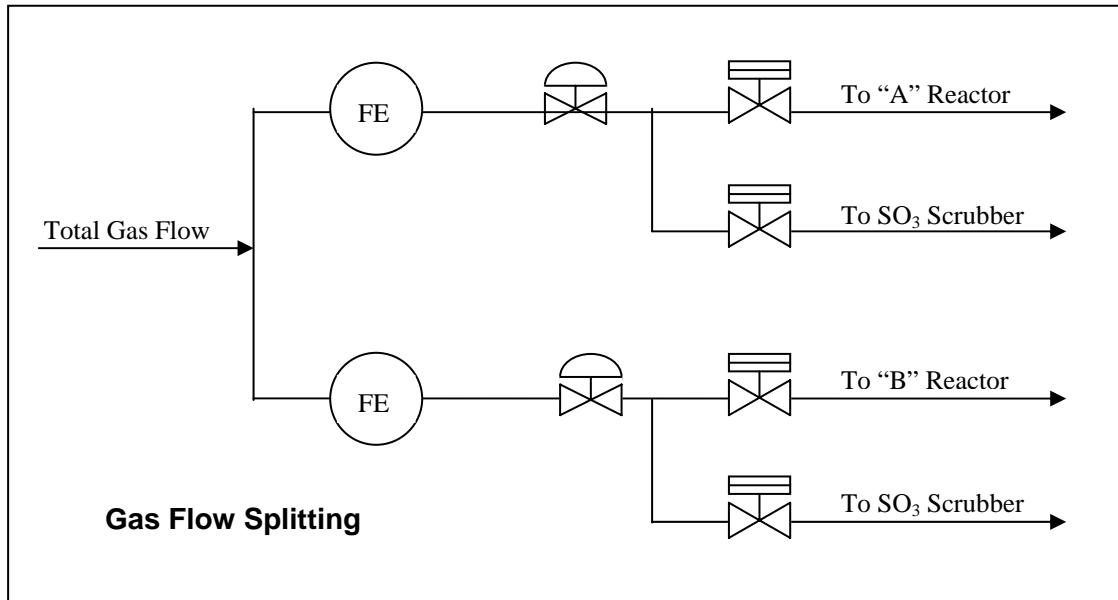 FE
To “A” Reactor
To SO₃ Scrubber
Total Gas Flow
FE
To “B” Reactor
To SO₃ Scrubber
Gas Flow Splitting